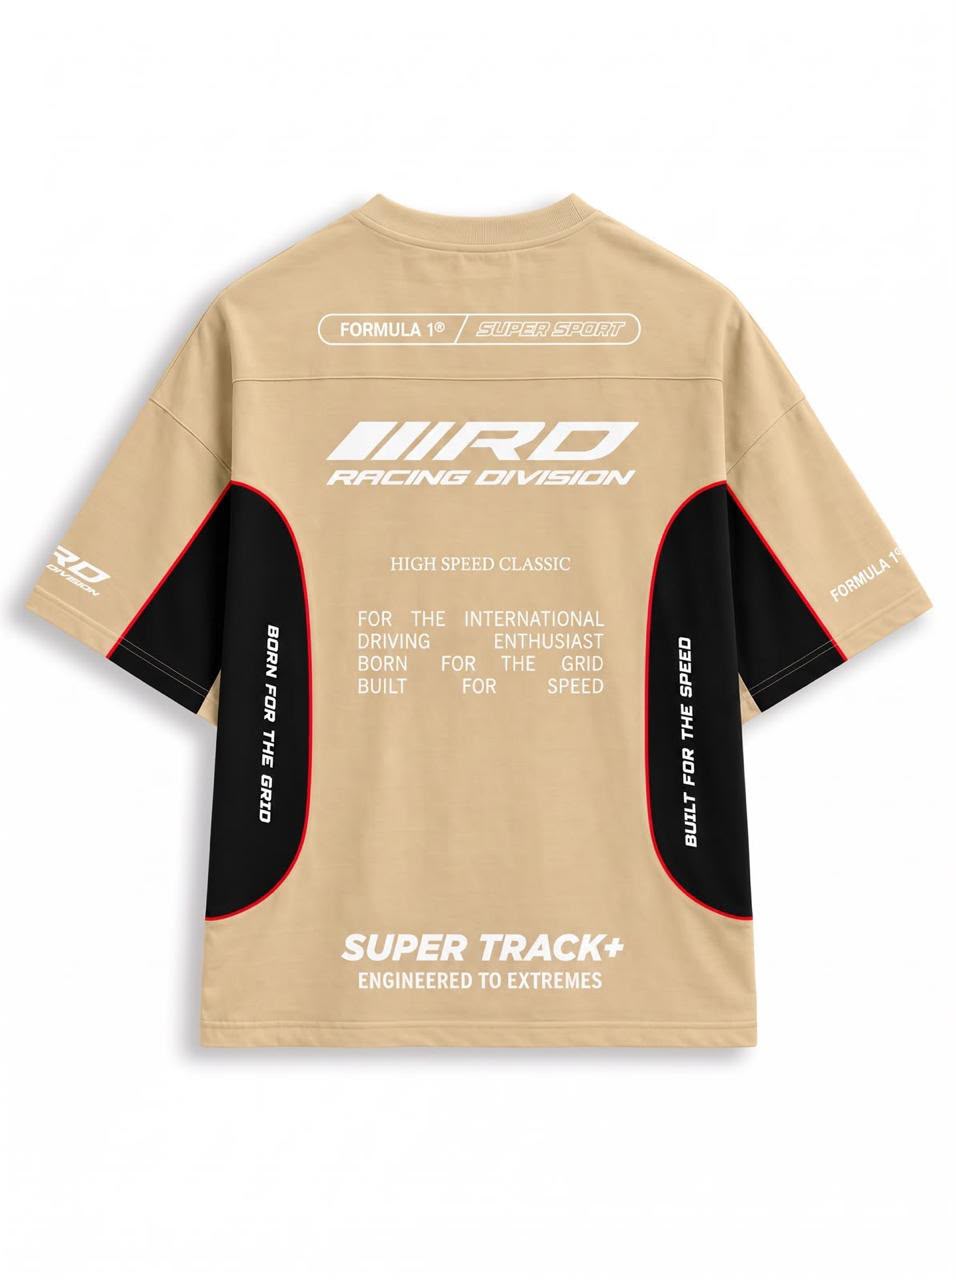 FORMULA 1® / SUPER SPORT
RD
RACING DIVISION
HIGH SPEED CLASSIC
FOR THE INTERNATIONAL
DRIVING ENTHUSIAST
BORN FOR THE GRID
BUILT FOR SPEED
RD
DIVISION
FORMULA 1®
BORN FOR THE GRID
BUILT FOR THE SPEED
SUPER TRACK+
ENGINEERED TO EXTREMES